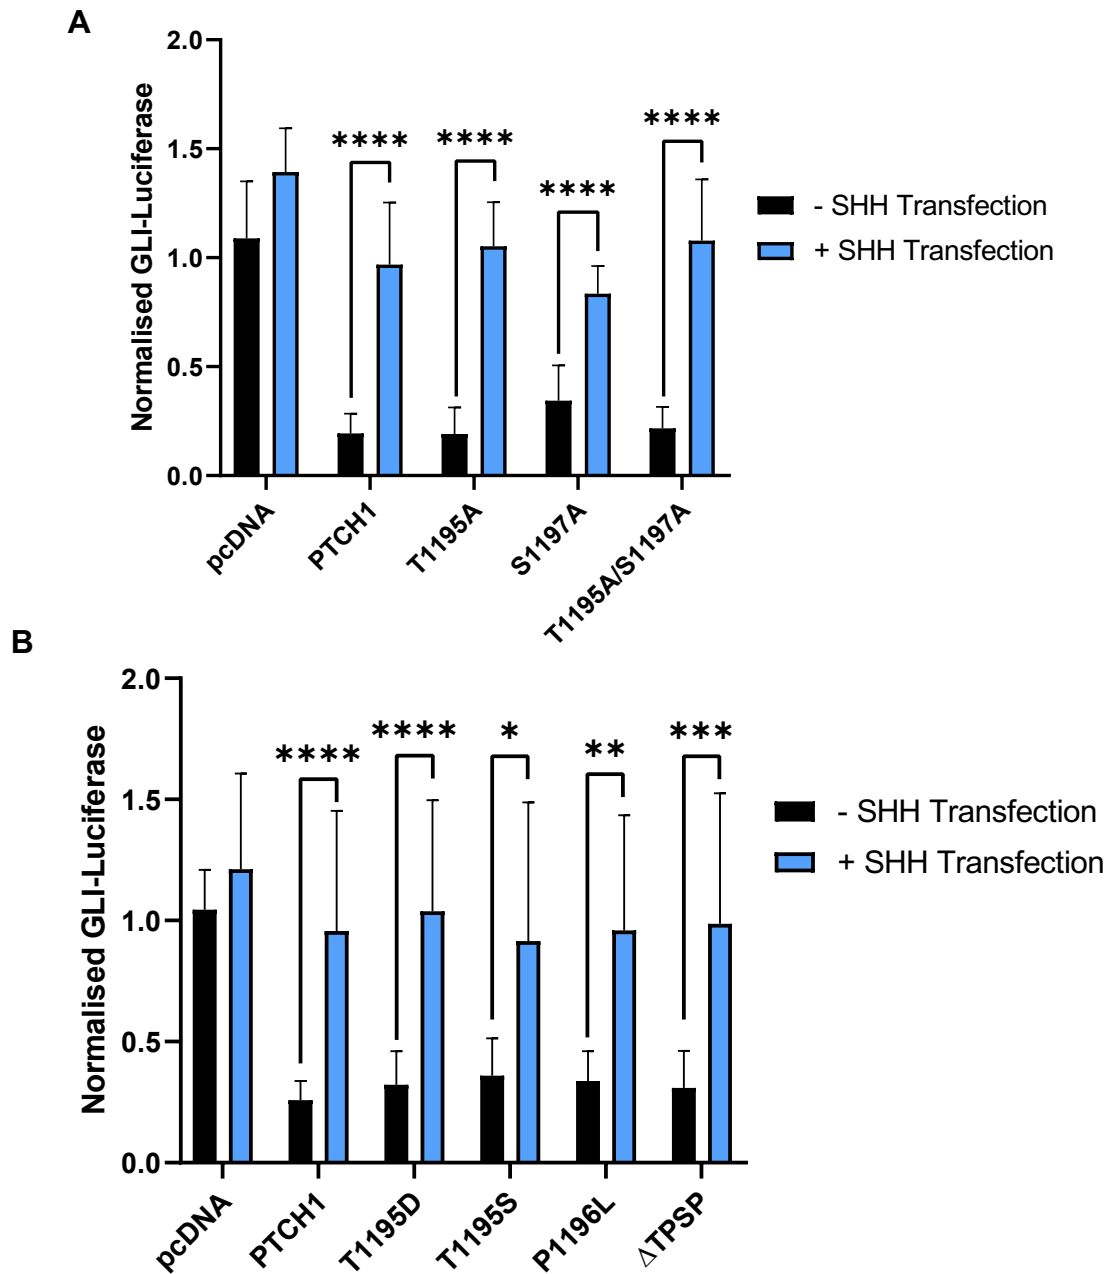 A
Normalised GLI-Luciferase
2.0
1.5
1.0
0.5
0.0
****
****
****
****
- SHH Transfection
+ SHH Transfection
pcDNA
PTCH1
T1195A
S1197A
T1195A/S1197A
B
Normalised GLI-Luciferase
2.0
1.5
1.0
0.5
0.0
****
****
*
**
***
- SHH Transfection
+ SHH Transfection
pcDNA
PTCH1
T1195D
T1195S
P1196L
ΔTPSP